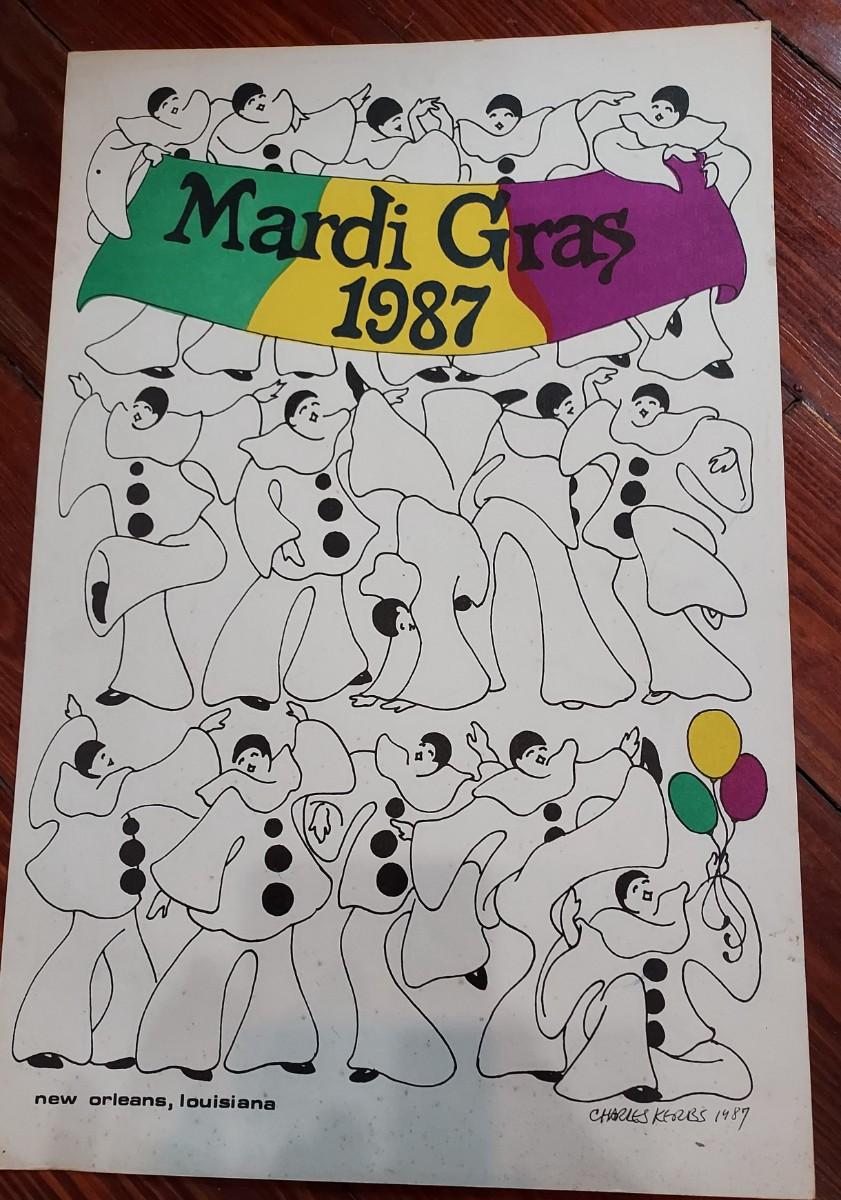 Mardi Gras
1987
new orleans, louisiana
CHARLES KERBS 1987